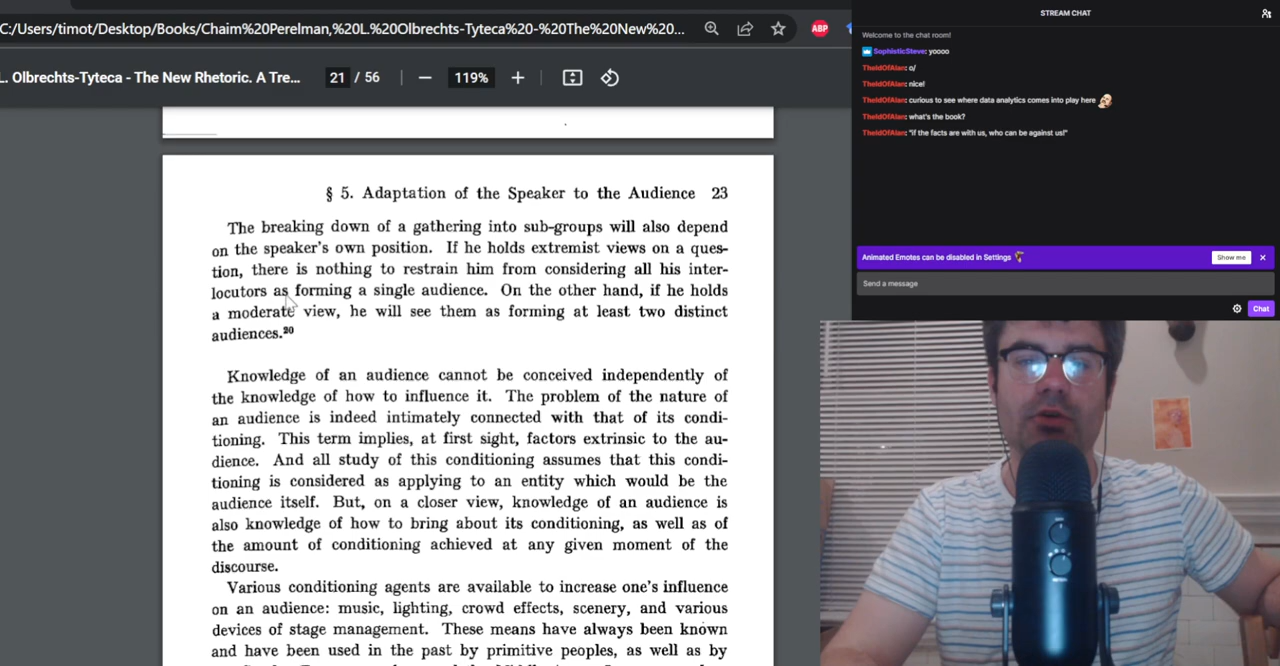 C:/Users/timot/Desktop/Books/Chaim%20Perelman,%20L.%20Olbrechts-Tyteca%20-%20The%20New%20...
ABP
L. Olbrechts-Tyteca - The New Rhetoric. A Tre...
21 / 56
119%
§ 5. Adaptation of the Speaker to the Audience 23
The breaking down of a gathering into sub-groups will also depend
on the speaker's own position. If he holds extremist views on a ques-
tion, there is nothing to restrain him from considering all his inter-
locutors as forming a single audience. On the other hand, if he holds
a moderate view, he will see them as forming at least two distinct
audiences.20
Knowledge of an audience cannot be conceived independently of
the knowledge of how to influence it. The problem of the nature of
an audience is indeed intimately connected with that of its condi-
tioning. This term implies, at first sight, factors extrinsic to the au-
dience. And all study of this conditioning assumes that this condi-
tioning is considered as applying to an entity which would be the
audience itself. But, on a closer view, knowledge of an audience is
also knowledge of how to bring about its conditioning, as well as of
the amount of conditioning achieved at any given moment of the
discourse.
Various conditioning agents are available to increase one's influence
on an audience: music, lighting, crowd effects, scenery, and various
devices of stage management. These means have always been known
and have been used in the past by primitive peoples, as well as by
STREAM CHAT
Welcome to the chat room!
SophisticSteve: yoooo
TheIdOfAlan: o/
TheIdOfAlan: nice!
TheIdOfAlan: curious to see where data analytics comes into play here
TheIdOfAlan: what's the book?
TheIdOfAlan: "if the facts are with us, who can be against us!"
Animated Emotes can be disabled in Settings
Show me
Send a message
Chat